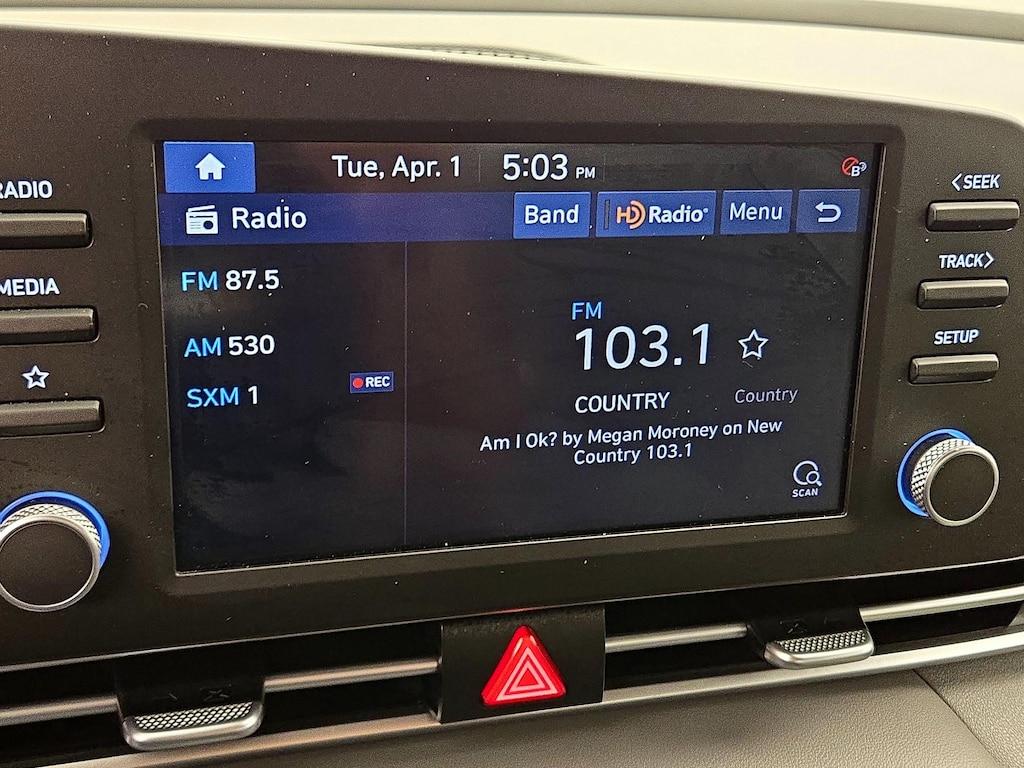 Tue, Apr. 1 5:03 PM
Radio Band HD Radio® Menu
FM 87.5
AM 530
SXM 1 REC
FM
103.1
COUNTRY Country
Am I Ok? by Megan Moroney on New
Country 103.1
SCAN
RADIO
MEDIA
<SEEK
TRACK>
SETUP